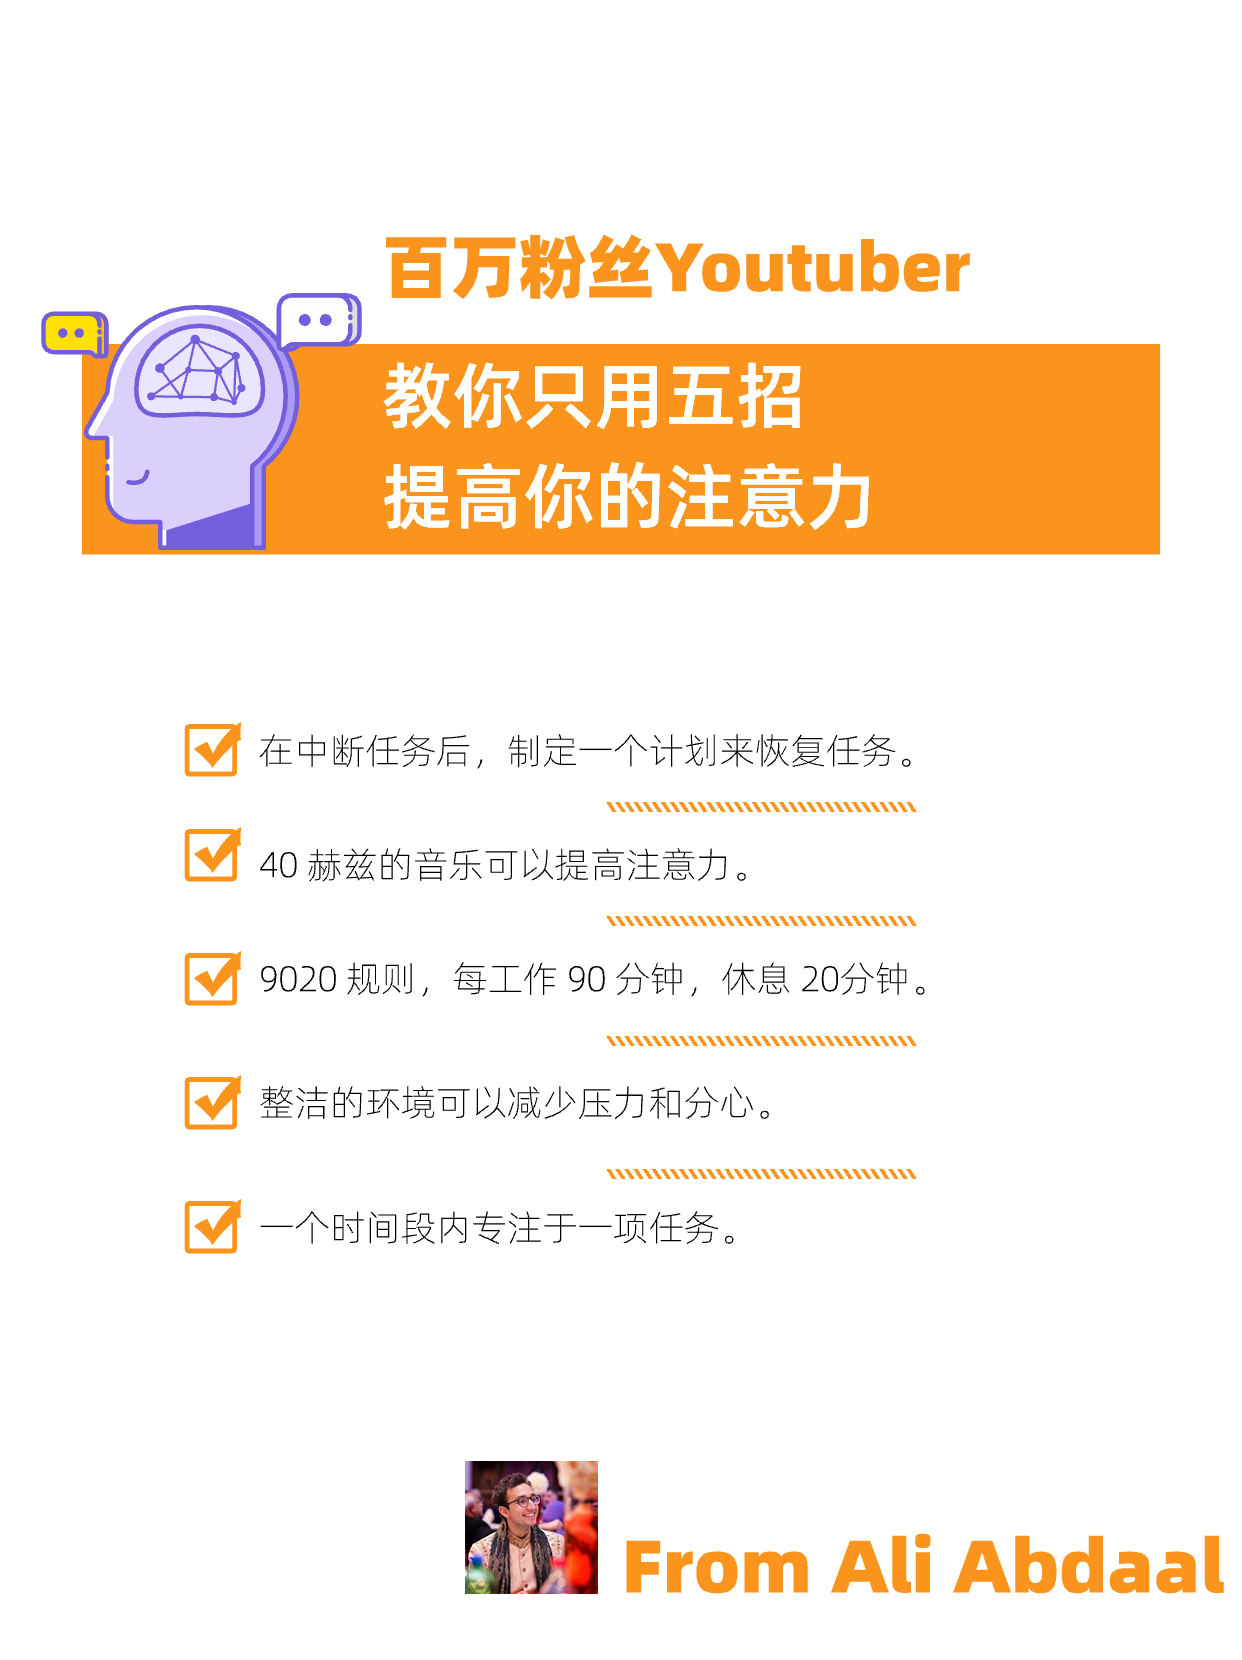 百万粉丝Youtuber
教你只用五招
提高你的注意力
在中断任务后，制定一个计划来恢复任务。
40 赫兹的音乐可以提高注意力。
9020 规则，每工作 90 分钟，休息 20分钟。
整洁的环境可以减少压力和分心。
一个时间段内专注于一项任务。
From Ali Abdaal